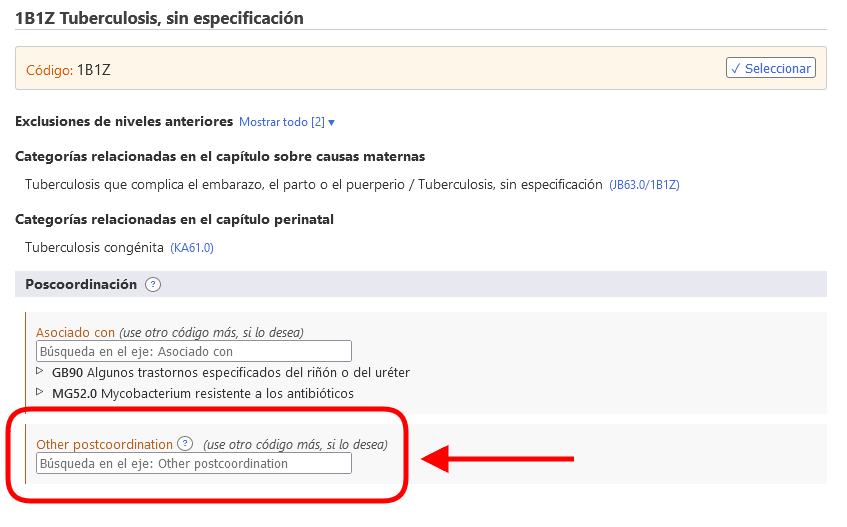 1B1Z Tuberculosis, sin especificación
Código: 1B1Z
✓ Seleccionar
Exclusiones de niveles anteriores Mostrar todo [2] ▾
Categorías relacionadas en el capítulo sobre causas maternas
Tuberculosis que complica el embarazo, el parto o el puerperio / Tuberculosis, sin especificación (JB63.0/1B1Z)
Categorías relacionadas en el capítulo perinatal
Tuberculosis congénita (KA61.0)
Poscoordinación ?
Asociado con (use otro código más, si lo desea)
Búsqueda en el eje: Asociado con
GB90 Algunos trastornos especificados del riñón o del uréter
MG52.0 Mycobacterium resistente a los antibióticos
Other postcoordination ? (use otro código más, si lo desea)
Búsqueda en el eje: Other postcoordination